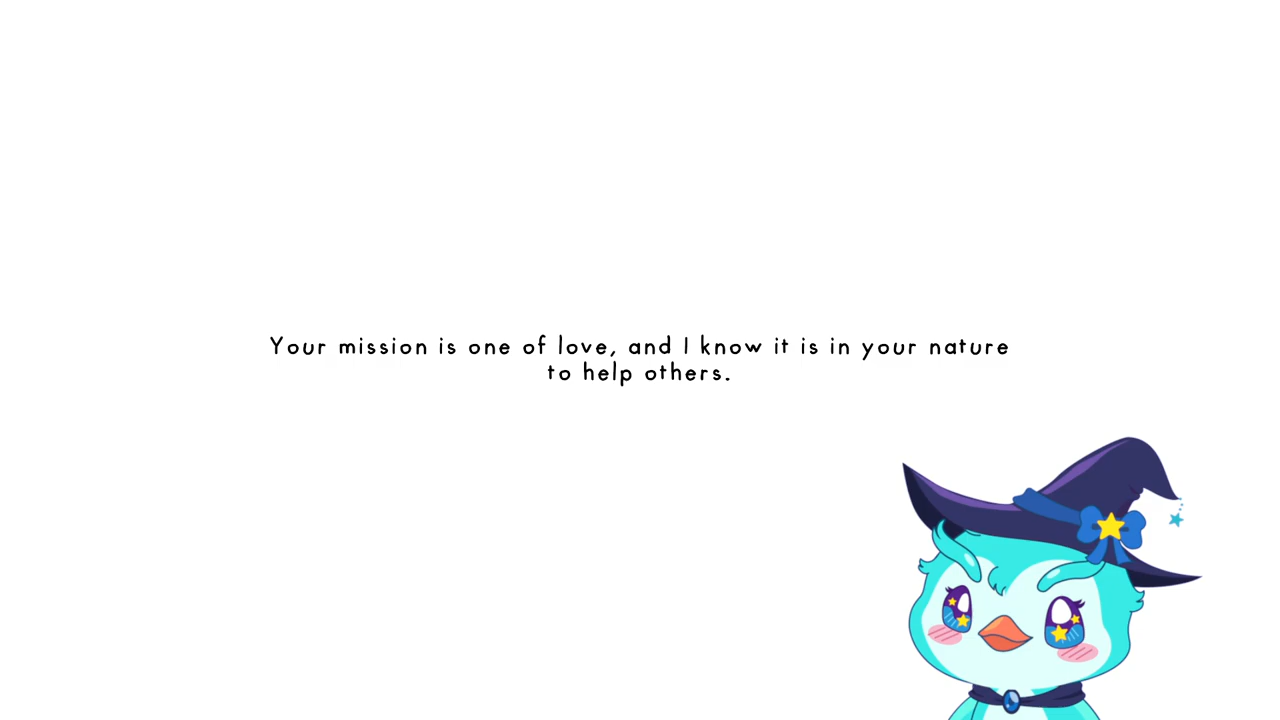 Your mission is one of love, and I know it is in your nature
to help others.